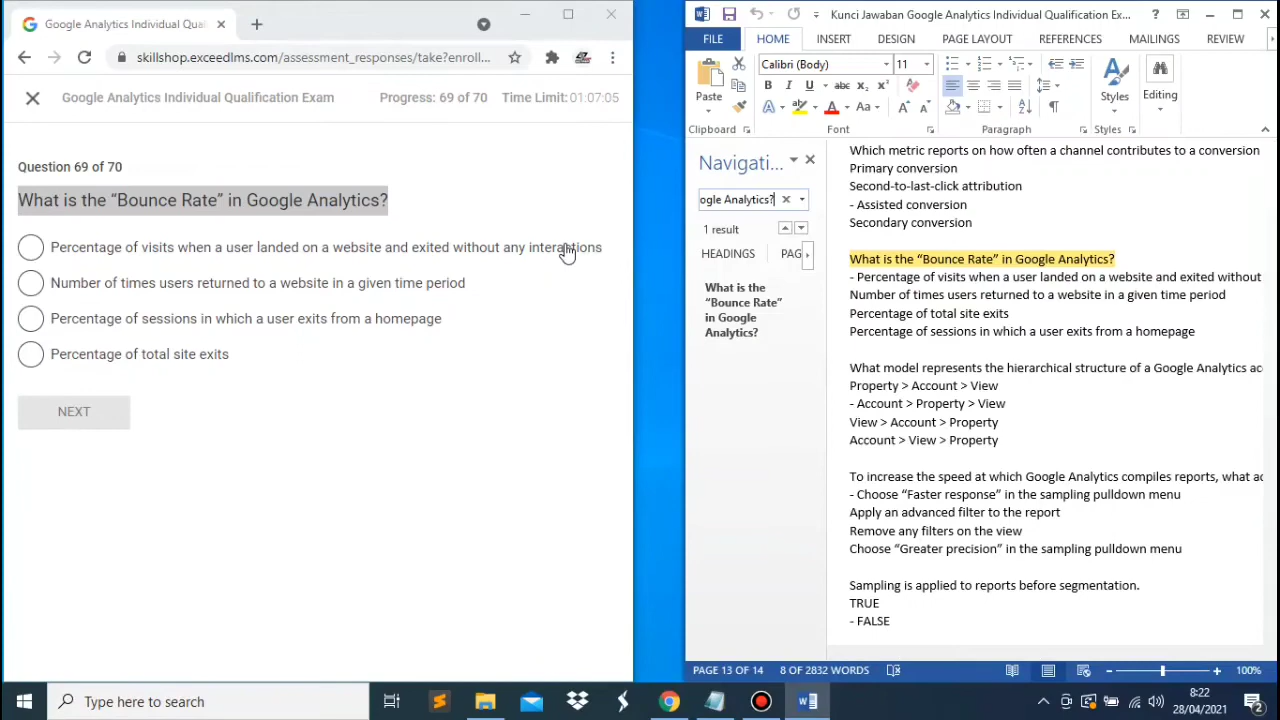 Google Analytics Individual Qua
skillshop.exceedlms.com/assessment_responses/take?enroll...
Google Analytics Individual Qualification Exam
Progress: 69 of 70
Time Limit: 01:07:05
Question 69 of 70
What is the “Bounce Rate” in Google Analytics?
Percentage of visits when a user landed on a website and exited without any interactions
Number of times users returned to a website in a given time period
Percentage of sessions in which a user exits from a homepage
Percentage of total site exits
NEXT
Kunci Jawaban Google Analytics Individual Qualification Ex...
FILE
HOME
INSERT
DESIGN
PAGE LAYOUT
REFERENCES
MAILINGS
REVIEW
Paste
Calibri (Body)
11
B I U abc x₂ x²
Aa
Styles
Editing
Clipboard
Font
Paragraph
Styles
Navigati...
ogle Analytics?
1 result
HEADINGS
PAG
What is the
“Bounce Rate”
in Google
Analytics?
Which metric reports on how often a channel contributes to a conversion
Primary conversion
Second-to-last-click attribution
- Assisted conversion
Secondary conversion
What is the “Bounce Rate” in Google Analytics?
- Percentage of visits when a user landed on a website and exited without
Number of times users returned to a website in a given time period
Percentage of total site exits
Percentage of sessions in which a user exits from a homepage
What model represents the hierarchical structure of a Google Analytics acc
Property > Account > View
- Account > Property > View
View > Account > Property
Account > View > Property
To increase the speed at which Google Analytics compiles reports, what ac
- Choose “Faster response” in the sampling pulldown menu
Apply an advanced filter to the report
Remove any filters on the view
Choose “Greater precision” in the sampling pulldown menu
Sampling is applied to reports before segmentation.
TRUE
- FALSE
PAGE 13 OF 14
8 OF 2832 WORDS
100%
Type here to search
8:22
28/04/2021
2